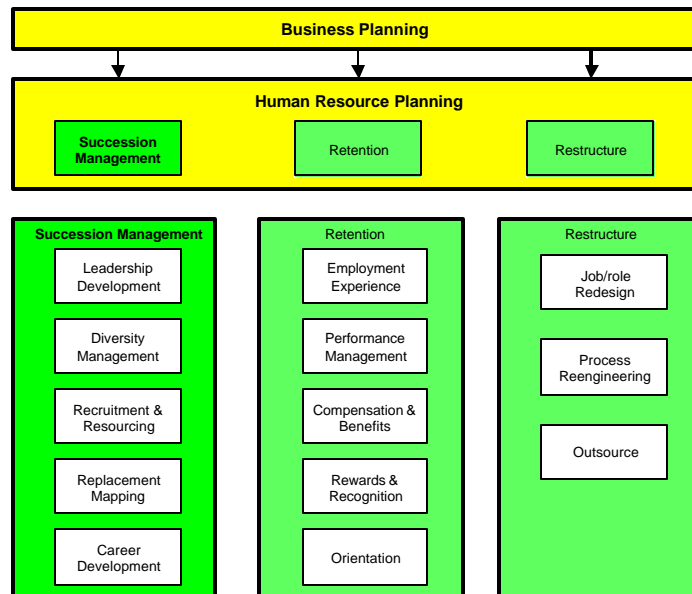 Business Planning
Human Resource Planning
Succession
Management
Retention
Restructure
Succession Management
Leadership
Development
Diversity
Management
Recruitment &
Resourcing
Replacement
Mapping
Career
Development
Retention
Employment
Experience
Performance
Management
Compensation &
Benefits
Rewards &
Recognition
Orientation
Restructure
Job/role
Redesign
Process
Reengineering
Outsource